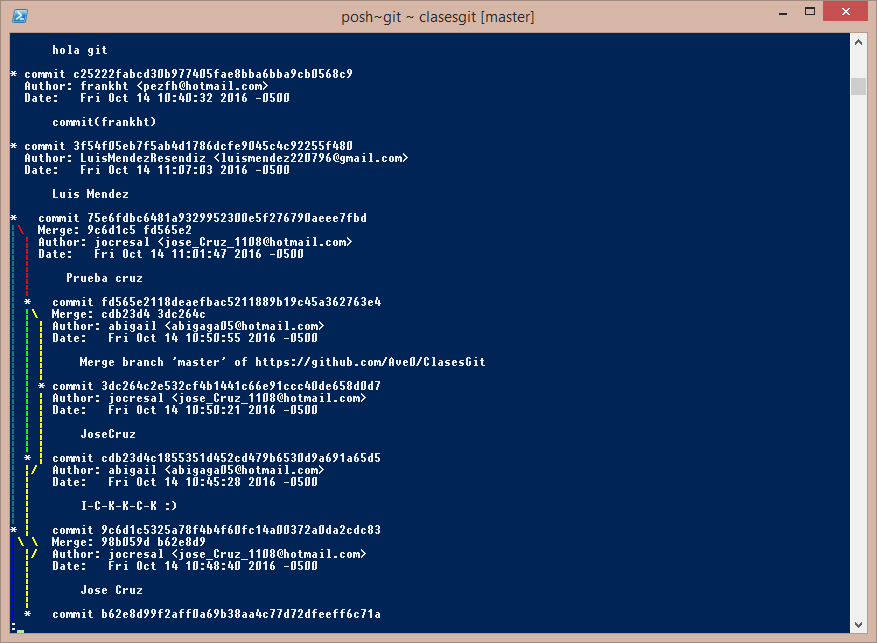 posh~git ~ clasesgit [master]
hola git
* commit c25222fabcd30b977405fae8bba6bba9cb0568c9
Author: frankht <pezfh@hotmail.com>
Date: Fri Oct 14 10:40:32 2016 -0500
commit(frankht)
* commit 3f54f05eb7f5ab4d1786dcfe9045c4c92255f480
Author: LuisMendezResendiz <luismendez220796@gmail.com>
Date: Fri Oct 14 11:07:03 2016 -0500
Luis Mendez
* commit 75e6fdbc6481a9329952300e5f276790aeee7fbd
|\ Merge: 9c6d1c5 fd565e2
| | Author: jocresal <jose_Cruz_1108@hotmail.com>
| | Date: Fri Oct 14 11:01:47 2016 -0500
| | Prueba cruz
| * commit fd565e2118deaefbac5211889b19c45a362763e4
| |\ Merge: cdb23d4 3dc264c
| | | Author: abigail <abigaga05@hotmail.com>
| | | Date: Fri Oct 14 10:50:55 2016 -0500
| | | Merge branch 'master' of https://github.com/Ave0/ClasesGit
| | * commit 3dc264c2e532cf4b1441c66e91ccc40de658d0d7
| | | Author: jocresal <jose_Cruz_1108@hotmail.com>
| | | Date: Fri Oct 14 10:50:21 2016 -0500
| | | JoseCruz
| * | commit cdb23d4c1855351d452cd479b6530d9a691a65d5
| |/ Author: abigail <abigaga05@hotmail.com>
| | Date: Fri Oct 14 10:45:28 2016 -0500
| | I-C-K-K-C-K :)
* | commit 9c6d1c5325a78f4b4f60fc14a00372a0da2cdc83
|\ \ Merge: 98b059d b62e8d9
| |/ Author: jocresal <jose_Cruz_1108@hotmail.com>
| | Date: Fri Oct 14 10:48:40 2016 -0500
| | Jose Cruz
| * commit b62e8d99f2aff0a69b38aa4c77d72dfeeff6c71a
: